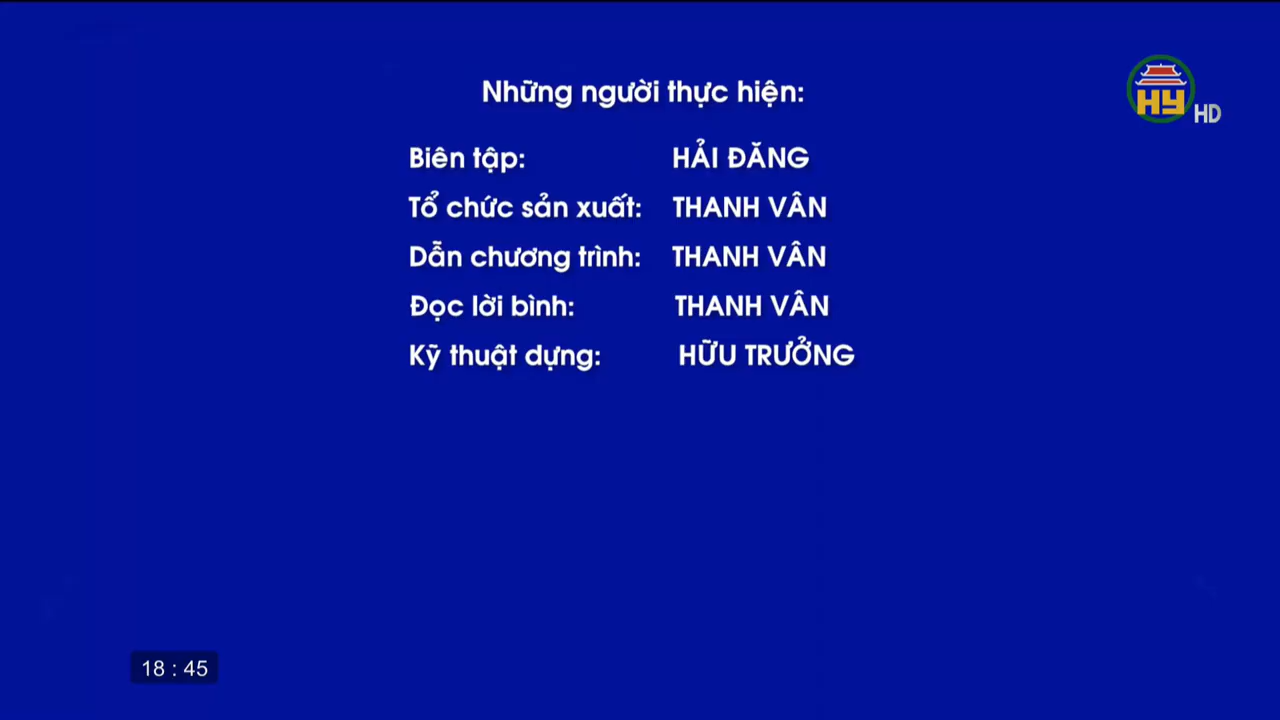 Những người thực hiện:
HY HD
Biên tập: HẢI ĐĂNG
Tổ chức sản xuất: THANH VÂN
Dẫn chương trình: THANH VÂN
Đọc lời bình: THANH VÂN
Kỹ thuật dựng: HỮU TRƯỞNG
18 : 45